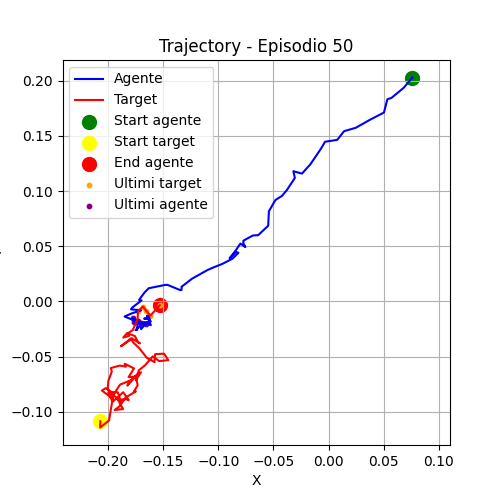 Trajectory - Episodio 50
Agente
Target
Start agente
Start target
End agente
Ultimi target
Ultimi agente
0.20
0.15
0.10
0.05
0.00
−0.05
−0.10
−0.20 −0.15 −0.10 −0.05 0.00 0.05 0.10
X